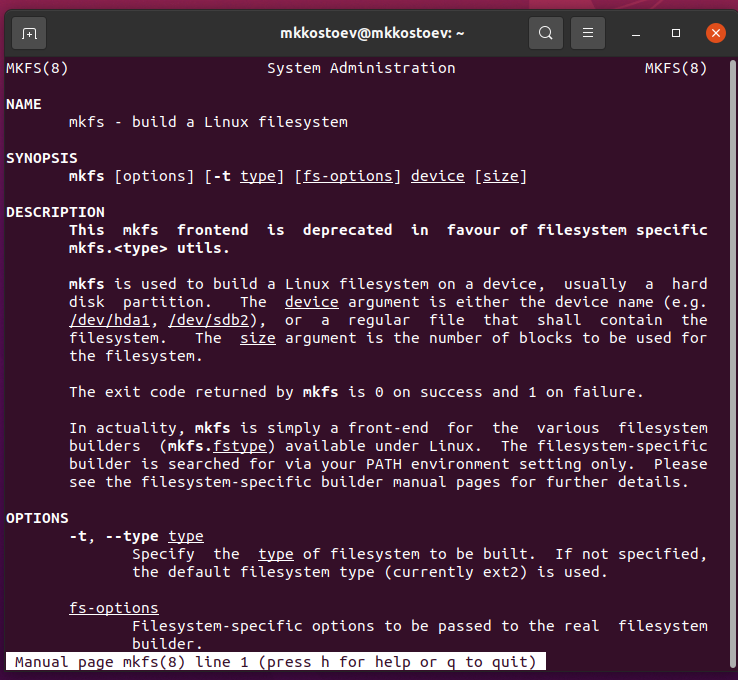 mkkostoev@mkkostoev: ~
MKFS(8) System Administration MKFS(8)
NAME
mkfs - build a Linux filesystem
SYNOPSIS
mkfs [options] [-t type] [fs-options] device [size]
DESCRIPTION
This mkfs frontend is deprecated in favour of filesystem specific
mkfs.<type> utils.
mkfs is used to build a Linux filesystem on a device, usually a hard
disk partition. The device argument is either the device name (e.g.
/dev/hda1, /dev/sdb2), or a regular file that shall contain the
filesystem. The size argument is the number of blocks to be used for
the filesystem.
The exit code returned by mkfs is 0 on success and 1 on failure.
In actuality, mkfs is simply a front-end for the various filesystem
builders (mkfs.fstype) available under Linux. The filesystem-specific
builder is searched for via your PATH environment setting only. Please
see the filesystem-specific builder manual pages for further details.
OPTIONS
-t, --type type
Specify the type of filesystem to be built. If not specified,
the default filesystem type (currently ext2) is used.
fs-options
Filesystem-specific options to be passed to the real filesystem
builder.
Manual page mkfs(8) line 1 (press h for help or q to quit)